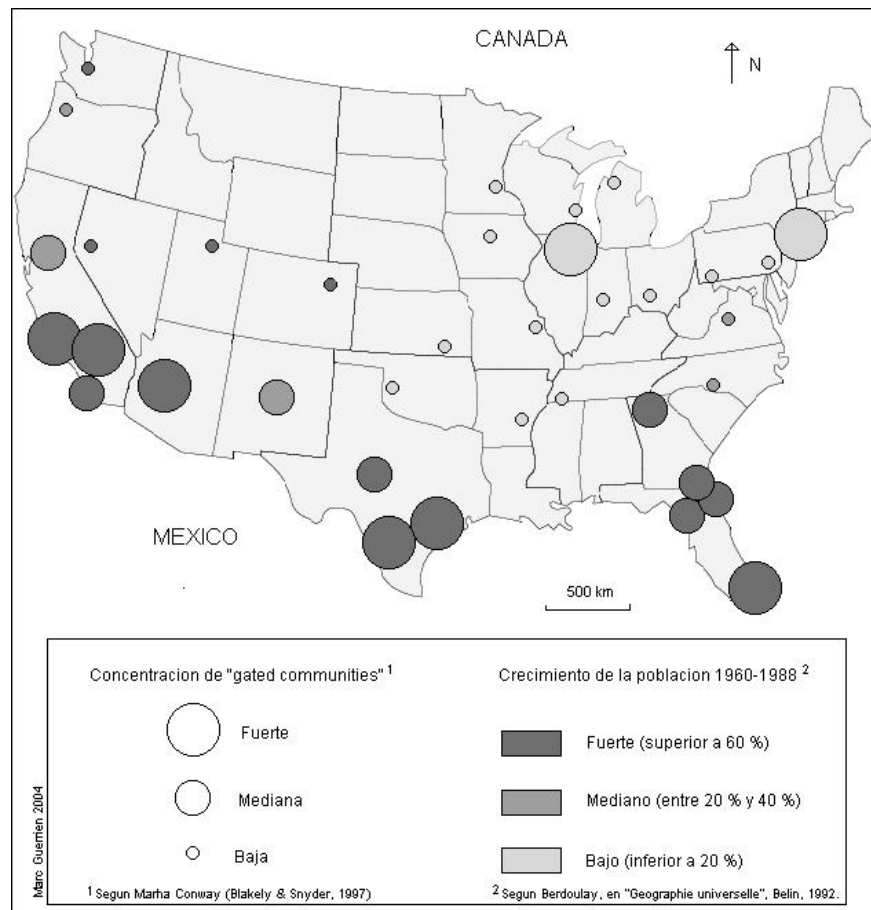 CANADA
N
MEXICO
500 km
Concentracion de "gated communities" 1
Crecimiento de la poblacion 1960-1988 2
Fuerte
Fuerte (superior a 60 %)
Mediana
Mediano (entre 20 % y 40 %)
Baja
Bajo (inferior a 20 %)
1 Segun Marha Conway (Blakely & Snyder, 1997)
2 Segun Berdoulay, en "Geographie universelle", Belin, 1992.
Marc Guerrien 2004